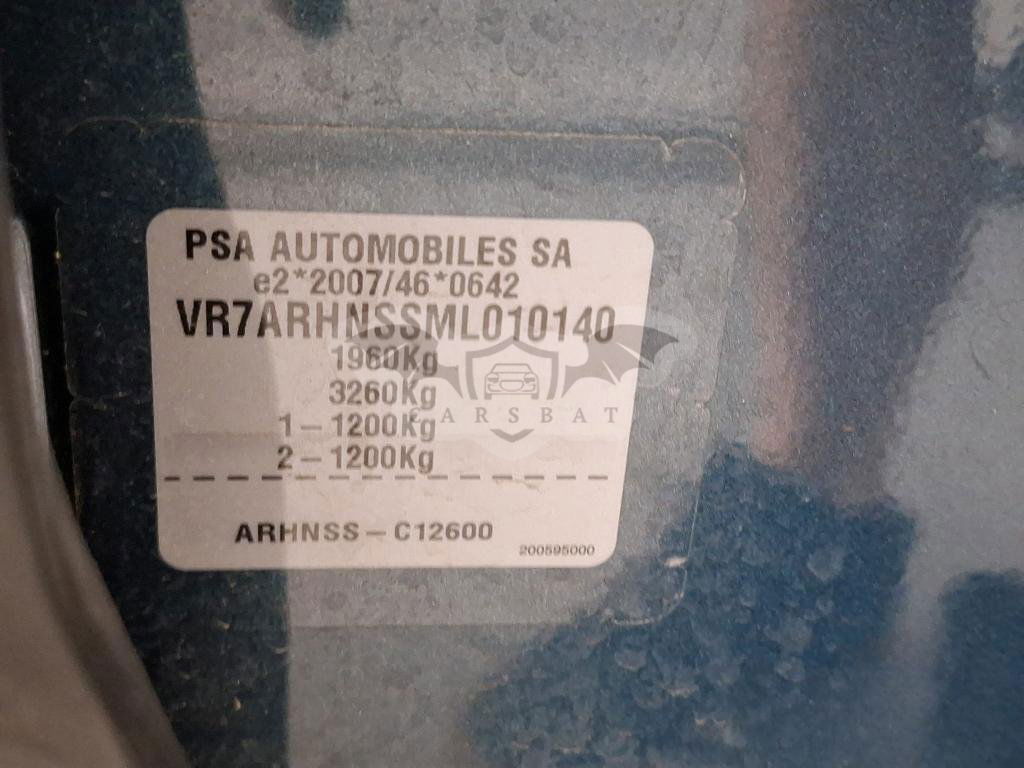 PSA AUTOMOBILES SA
e2*2007/46*0642
VR7ARHNSSML010140
1960Kg
3260Kg
1-1200Kg
CARSBAT
2-1200Kg
ARHNSS-C12600
200595000